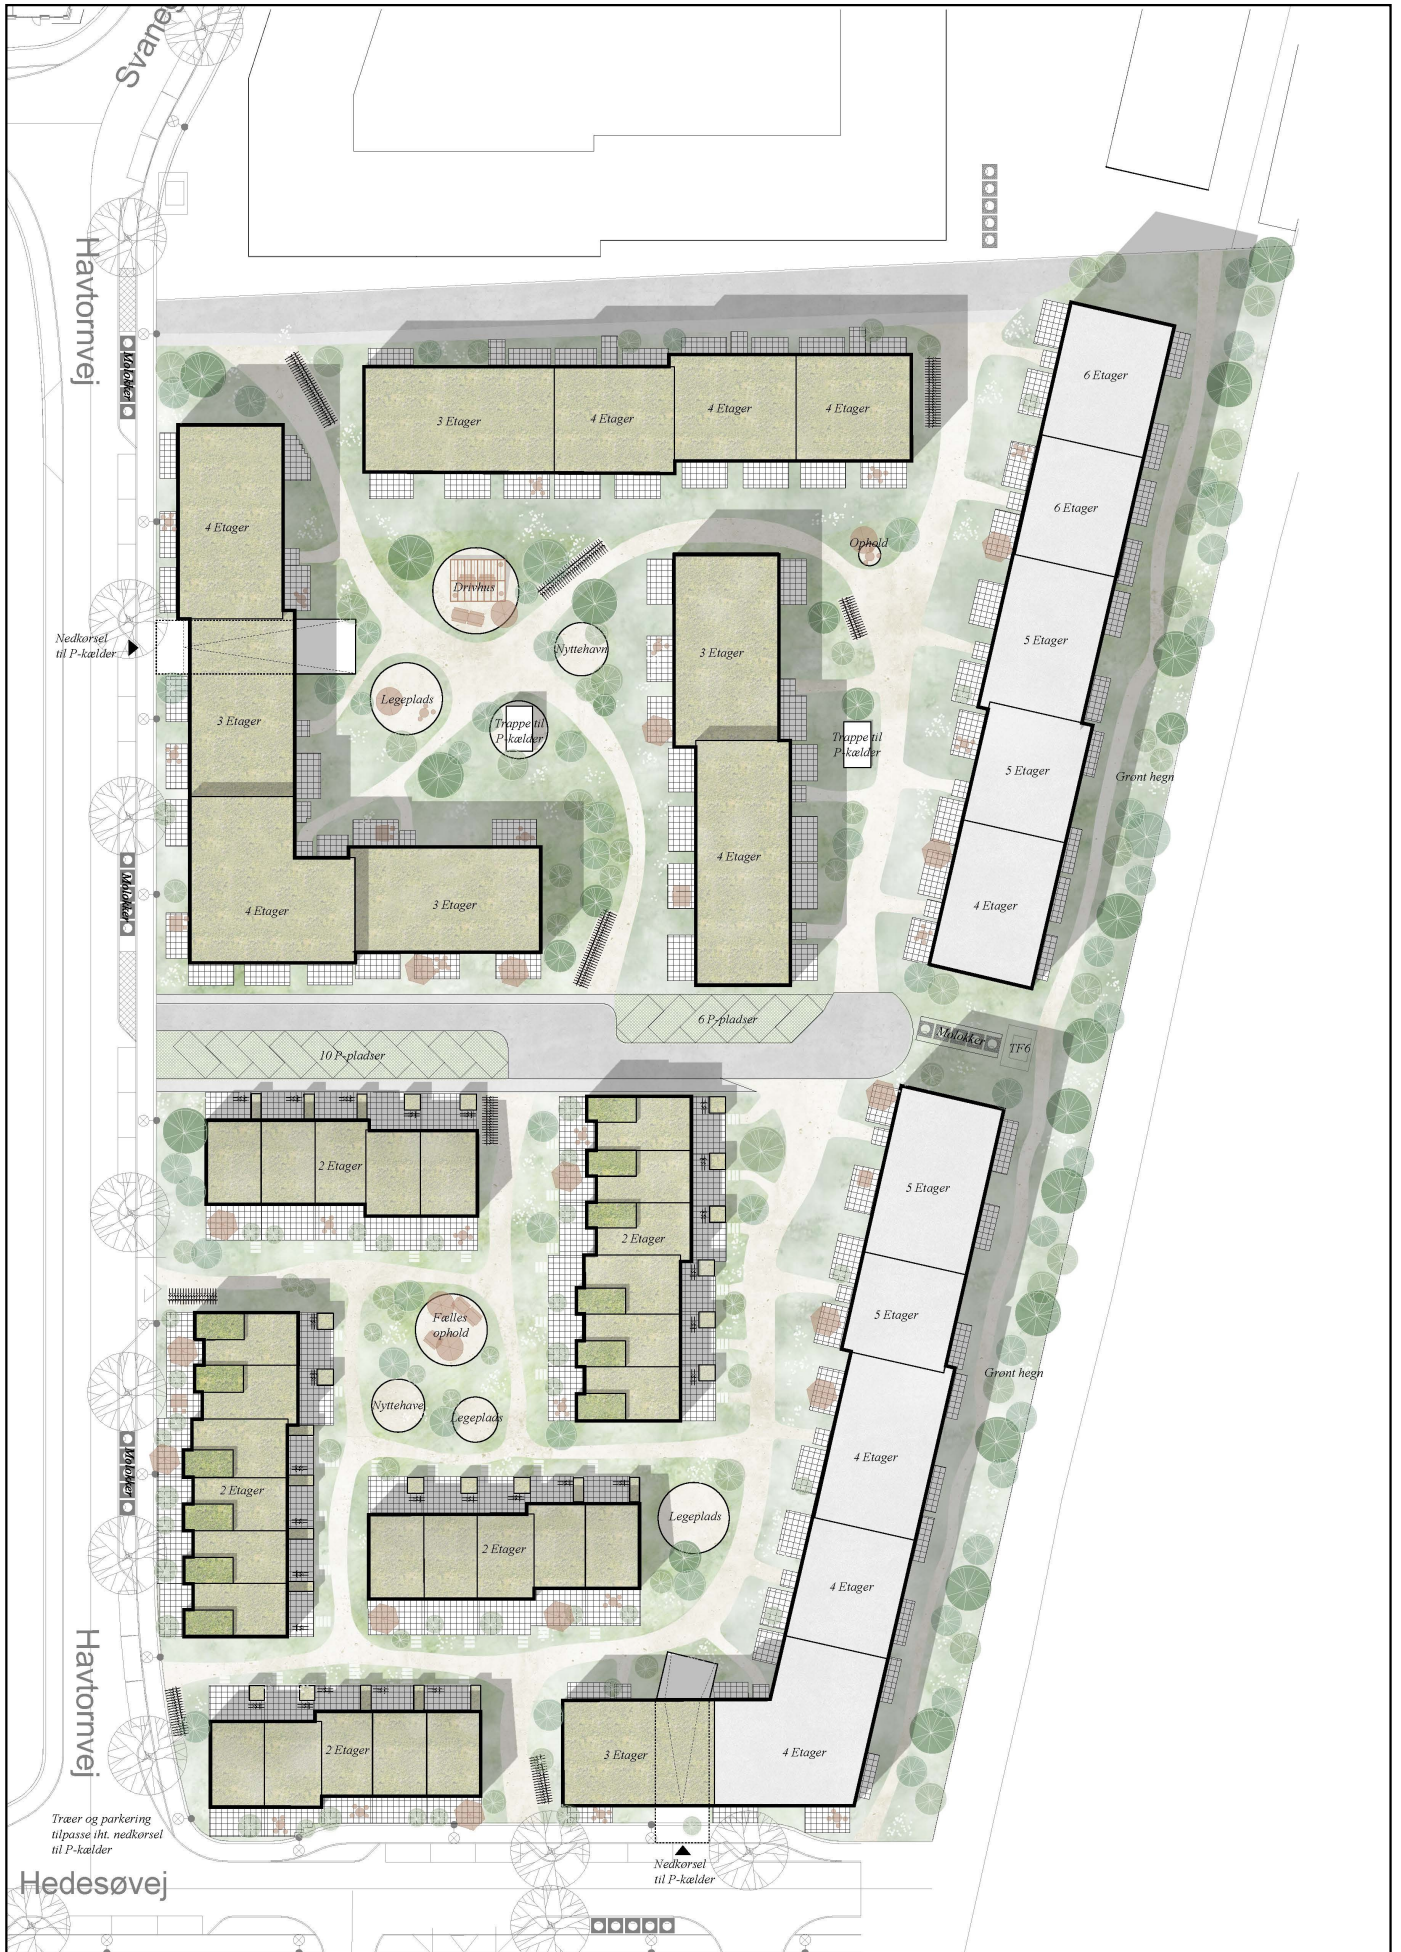 Svaneg
Havtornvej
Molokker
6 Etager
3 Etager
4 Etager
4 Etager
4 Etager
4 Etager
6 Etager
Ophold
Drivhus
Nedkørsel
til P-kælder
Nyttehavn
3 Etager
5 Etager
Legeplads
3 Etager
Trappe til
P-kælder
Trappe til
P-kælder
5 Etager
Grønt hegn
4 Etager
Molokker
4 Etager
3 Etager
4 Etager
6 P-pladser
10 P-pladser
Molokker
TF6
2 Etager
5 Etager
2 Etager
Fælles
ophold
5 Etager
Grønt hegn
Nyttehave
Legeplads
Molokker
4 Etager
2 Etager
Legeplads
2 Etager
4 Etager
Havtornvej
2 Etager
3 Etager
4 Etager
Træer og parkering
tilpasse iht. nedkørsel
til P-kælder
Nedkørsel
til P-kælder
Hedesøvej